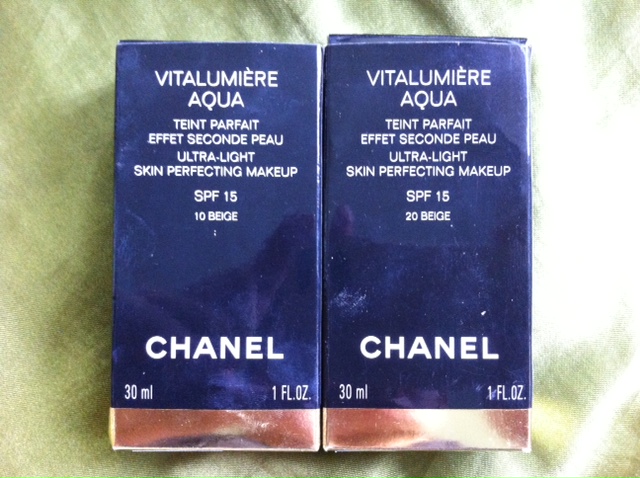 VITALUMIÈRE
AQUA
TEINT PARFAIT
EFFET SECONDE PEAU
ULTRA-LIGHT
SKIN PERFECTING MAKEUP
SPF 15
10 BEIGE
CHANEL
30 ml 1 FL.OZ.
VITALUMIÈRE
AQUA
TEINT PARFAIT
EFFET SECONDE PEAU
ULTRA-LIGHT
SKIN PERFECTING MAKEUP
SPF 15
20 BEIGE
CHANEL
30 ml 1 FL.OZ.